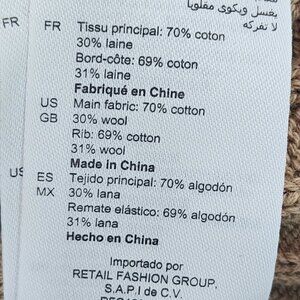 يغسل ويكوى مقلوبا
لا تفركه
FR
FR Tissu principal: 70% coton
30% laine
Bord-côte: 69% coton
31% laine
Fabriqué en Chine
US Main fabric: 70% cotton
GB 30% wool
Rib: 69% cotton
31% wool
Made in China
US
ES Tejido principal: 70% algodón
MX 30% lana
Remate elástico: 69% algodón
31% lana
Hecho en China
Importado por
RETAIL FASHION GROUP,
S.A.P.I de C.V.